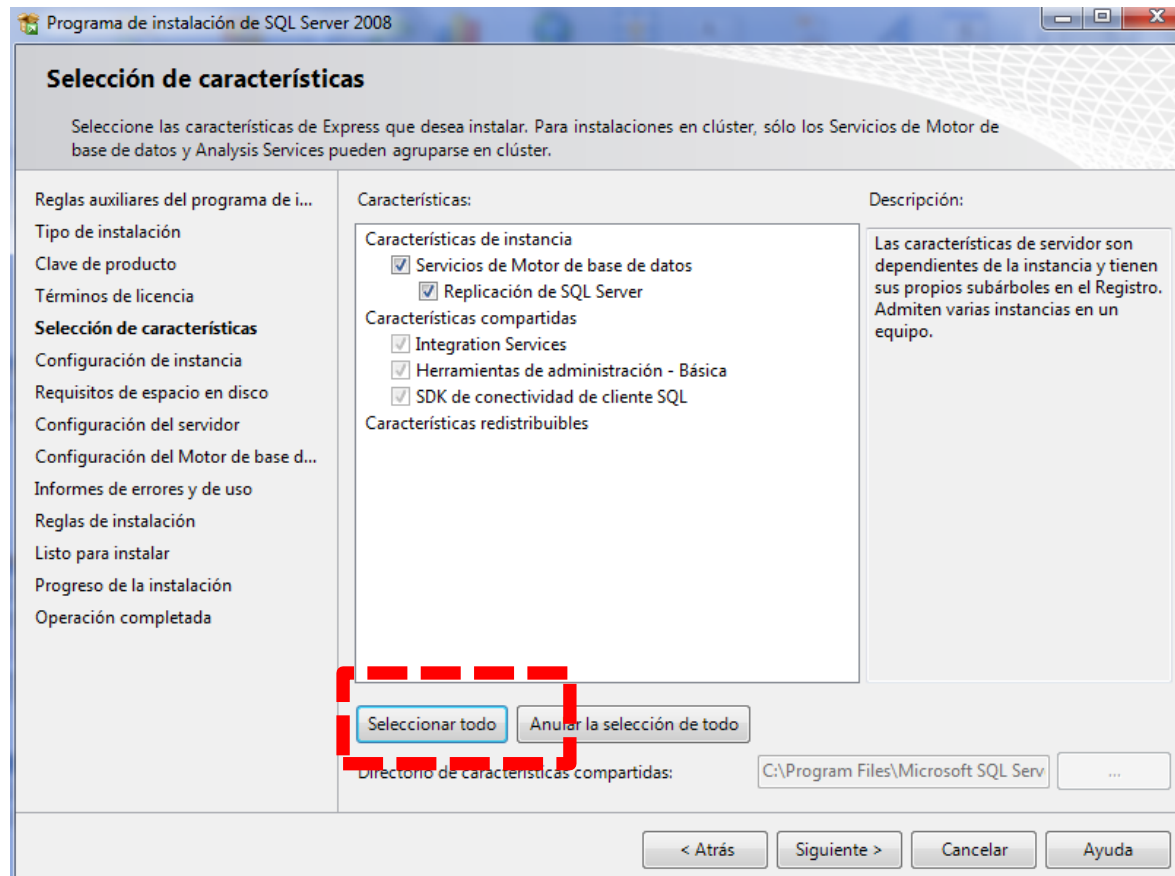 Programa de instalación de SQL Server 2008
Selección de características
Seleccione las características de Express que desea instalar. Para instalaciones en clúster, sólo los Servicios de Motor de
base de datos y Analysis Services pueden agruparse en clúster.
Reglas auxiliares del programa de i...
Tipo de instalación
Clave de producto
Términos de licencia
Selección de características
Configuración de instancia
Requisitos de espacio en disco
Configuración del servidor
Configuración del Motor de base d...
Informes de errores y de uso
Reglas de instalación
Listo para instalar
Progreso de la instalación
Operación completada
Características:
Características de instancia
Servicios de Motor de base de datos
Replicación de SQL Server
Características compartidas
Integration Services
Herramientas de administración - Básica
SDK de conectividad de cliente SQL
Características redistribuibles
Descripción:
Las características de servidor son
dependientes de la instancia y tienen
sus propios subárboles en el Registro.
Admiten varias instancias en un
equipo.
Seleccionar todo
Anular la selección de todo
Directorio de características compartidas:
C:\Program Files\Microsoft SQL Serv
...
< Atrás
Siguiente >
Cancelar
Ayuda